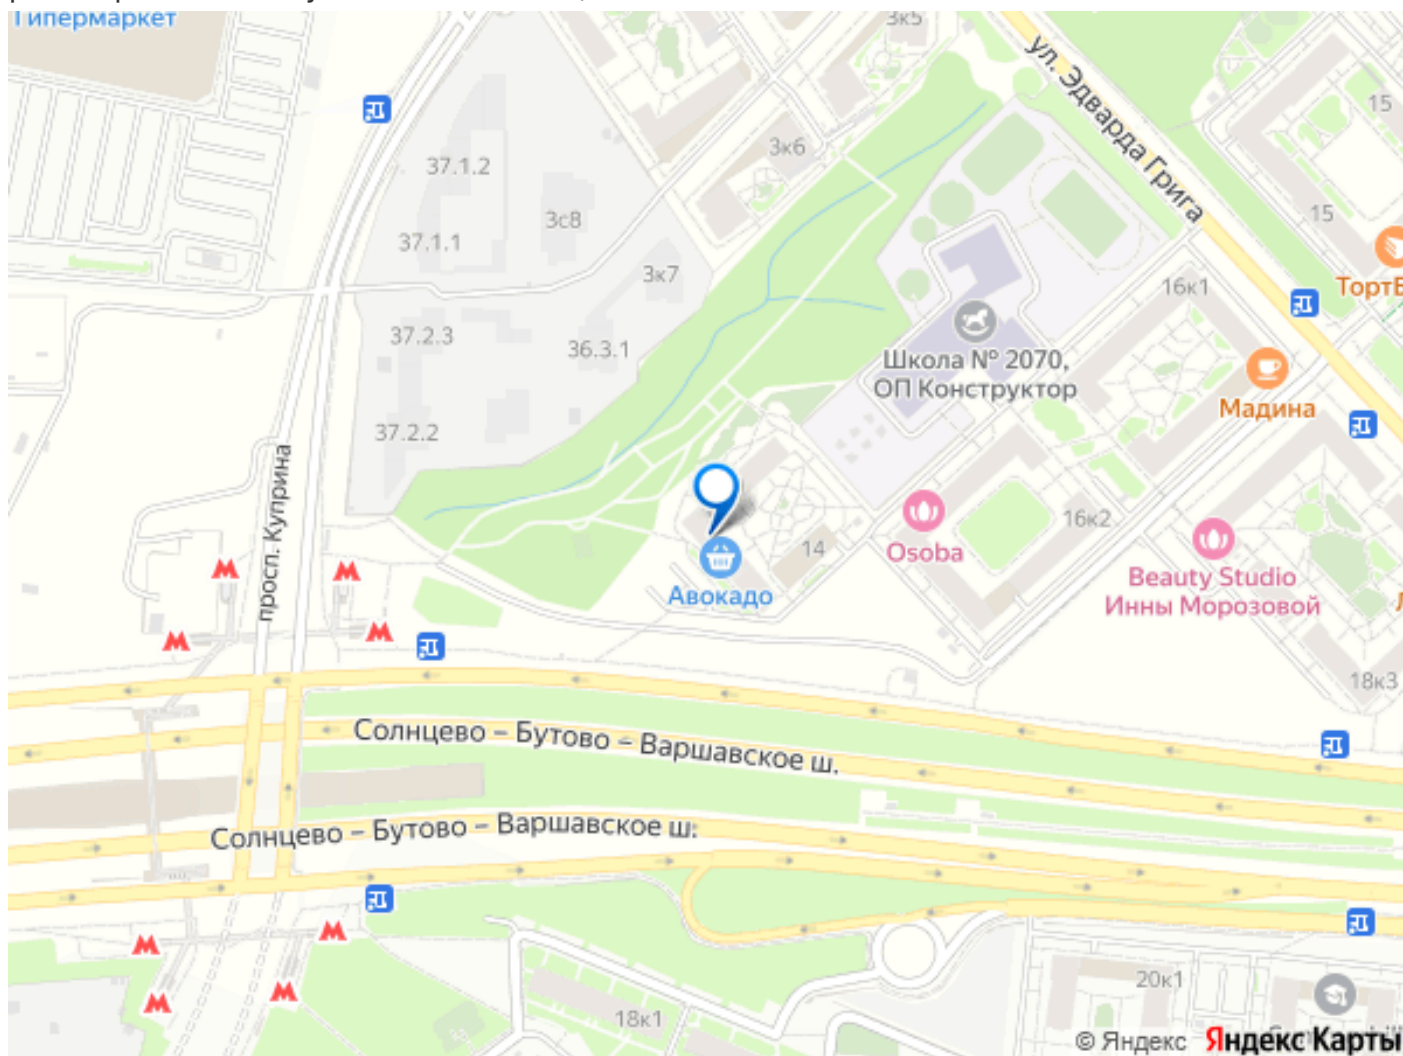 Гипермаркет
3к5
ул. Эдварда Грига
15
3к6
37.1.2
15
3с8
37.1.1
3к7
16к1
ТортВ
37.2.3
36.3.1
Школа № 2070,
ОП Конструктор
Мадина
37.2.2
просп. Куприна
16к2
Osoba
14
Beauty Studio
Инны Морозовой
Авокадо
18к3
Солнцево – Бутово – Варшавское ш.
Солнцево – Бутово – Варшавское ш.
20к1
18к1
© Яндекс Яндекс Карты